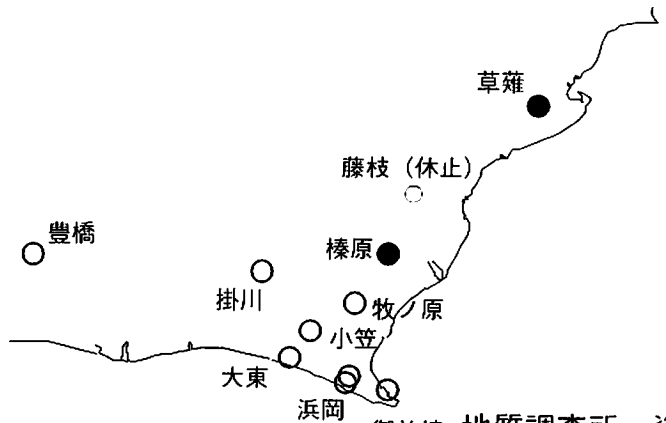 草薙
藤枝（休止）
豊橋
榛原
掛川
牧ノ原
小笠
大東
浜岡
地質調査所